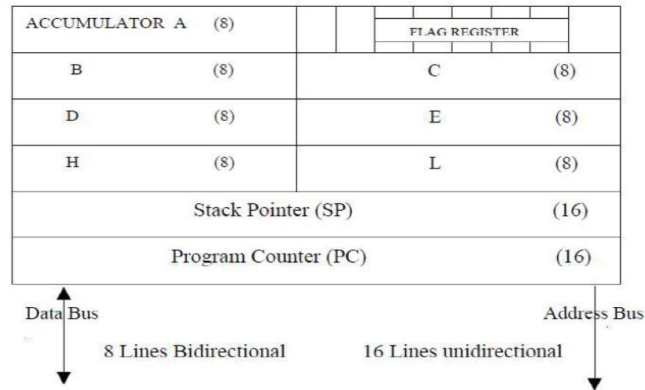 ACCUMULATOR A (8) FLAG REGISTER
B (8) C (8)
D (8) E (8)
H (8) L (8)
Stack Pointer (SP) (16)
Program Counter (PC) (16)
Data Bus Address Bus
8 Lines Bidirectional 16 Lines unidirectional